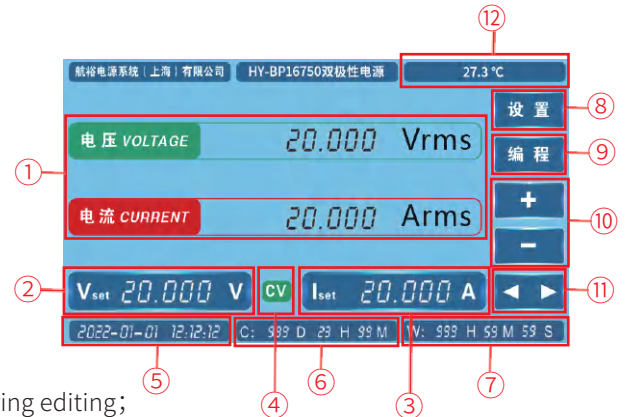 ⑫
航裕电源系统（上海）有限公司 HY-BP16750双极性电源 27.3 ℃
设 置 ⑧
① 电 压 VOLTAGE 20.000 Vrms
编 程 ⑨
电 流 CURRENT 20.000 Arms
+
− ⑩
② Vset 20.000 V CV Iset 20.000 A ◀ ▶ ⑪
2022-01-01 12:12:12 C: 999 D 23 H 99 M W: 999 H 59 M 59 S
⑤ ④ ⑥ ③ ⑦
ing editing;